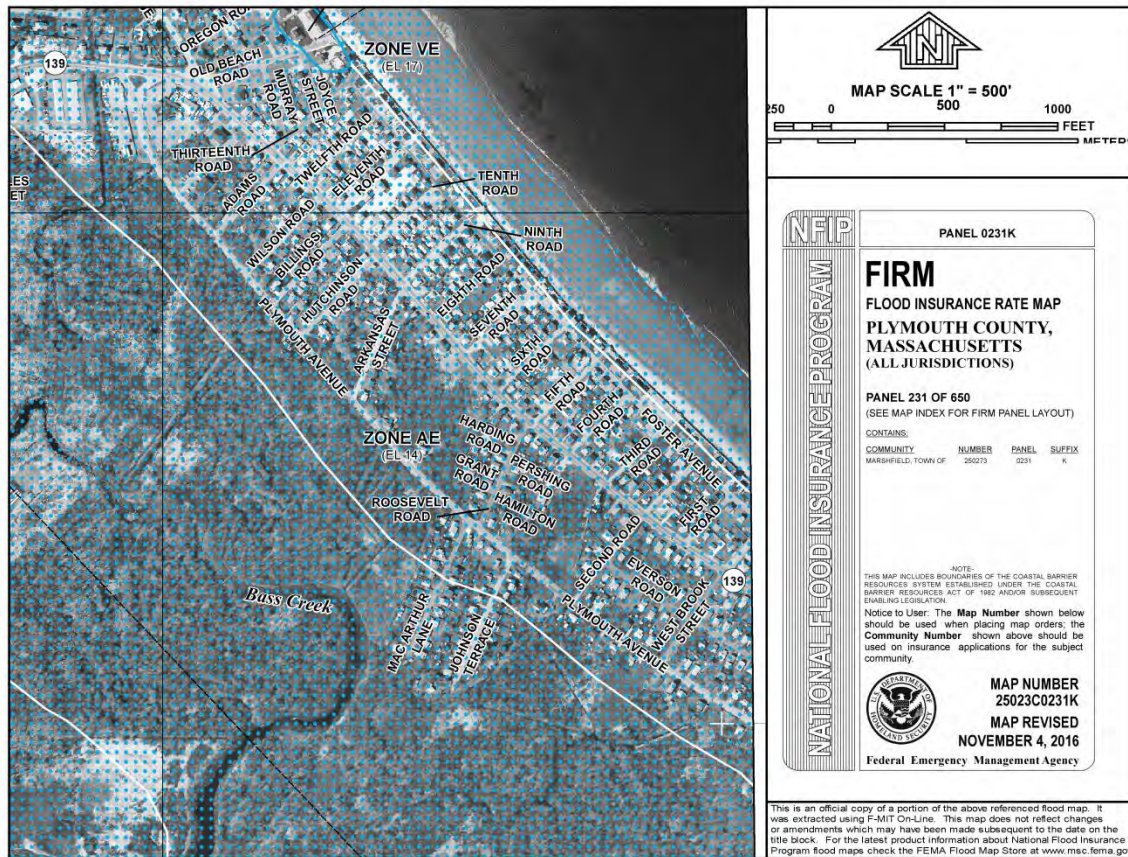 OREGON
OLD BEACH
ROAD
139
ZONE VE
(EL 17)
JOYCE
STREET
MURRAY
ROAD
THIRTEENTH
ROAD
TWELFTH ROAD
ELEVENTH
ROAD
ADAMS
ROAD
TENTH
ROAD
NINTH
ROAD
WILSON ROAD
BILLINGS
ROAD
HUTCHINSON
ROAD
EIGHTH ROAD
SEVENTH
ROAD
PLYMOUTH AVENUE
ARKANSAS
STREET
SIXTH
ROAD
FIFTH
ROAD
FOURTH
ROAD
FOSTER AVENUE
ZONE AE
(EL 14)
HARDING
ROAD
PERSHING
ROAD
GRANT
ROAD
THIRD
ROAD
ROOSEVELT
ROAD
HAMILTON
ROAD
FIRST
ROAD
SECOND ROAD
EVERSON
ROAD
139
Bass Creek
WESTBROOK
STREET
PLYMOUTH AVENUE
MAC ARTHUR
LANE
JOHNSON
TERRACE
N
MAP SCALE 1" = 500'
250 0 500 1000
FEET
METERS
NFIP
PANEL 0231K
NATIONAL FLOOD INSURANCE PROGRAM
FIRM
FLOOD INSURANCE RATE MAP
PLYMOUTH COUNTY,
MASSACHUSETTS
(ALL JURISDICTIONS)
PANEL 231 OF 650
(SEE MAP INDEX FOR FIRM PANEL LAYOUT)
CONTAINS:
COMMUNITY NUMBER PANEL SUFFIX
MARSHFIELD, TOWN OF 250273 0231 K
-NOTE-
THIS MAP INCLUDES BOUNDARIES OF THE COASTAL BARRIER
RESOURCES SYSTEM ESTABLISHED UNDER THE COASTAL
BARRIER RESOURCES ACT OF 1982 AND/OR SUBSEQUENT
ENABLING LEGISLATION.
Notice to User: The Map Number shown below
should be used when placing map orders; the
Community Number shown above should be
used on insurance applications for the subject
community.
U.S. DEPARTMENT OF
HOMELAND SECURITY
MAP NUMBER
25023C0231K
MAP REVISED
NOVEMBER 4, 2016
Federal Emergency Management Agency
This is an official copy of a portion of the above referenced flood map. It
was extracted using F-MIT On-Line. This map does not reflect changes
or amendments which may have been made subsequent to the date on the
title block. For the latest product information about National Flood Insurance
Program flood maps check the FEMA Flood Map Store at www.msc.fema.gov